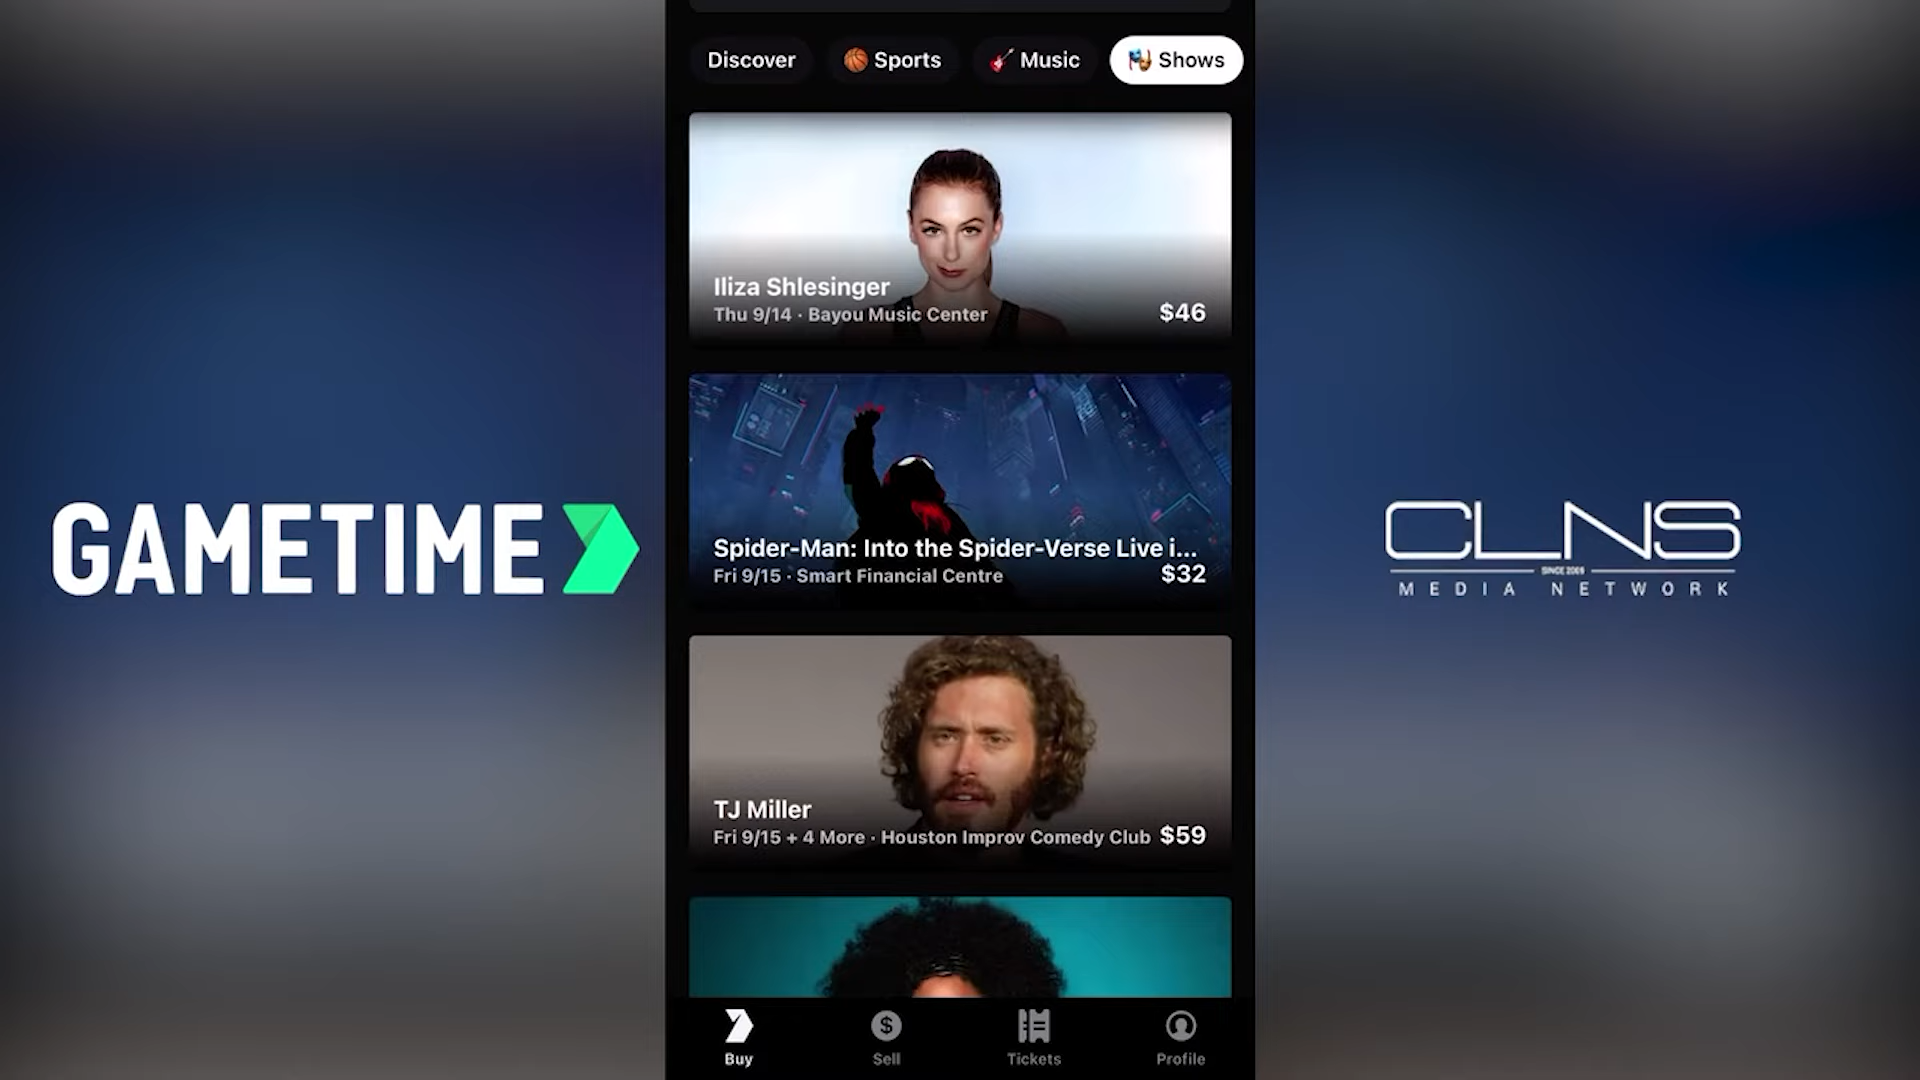 Discover
Sports
Music
Shows
Iliza Shlesinger
Thu 9/14 · Bayou Music Center
$46
Spider-Man: Into the Spider-Verse Live i...
Fri 9/15 · Smart Financial Centre
$32
TJ Miller
Fri 9/15 + 4 More · Houston Improv Comedy Club
$59
Buy
Sell
Tickets
Profile
GAMETIME
CLNS
SINCE 2009
MEDIA NETWORK